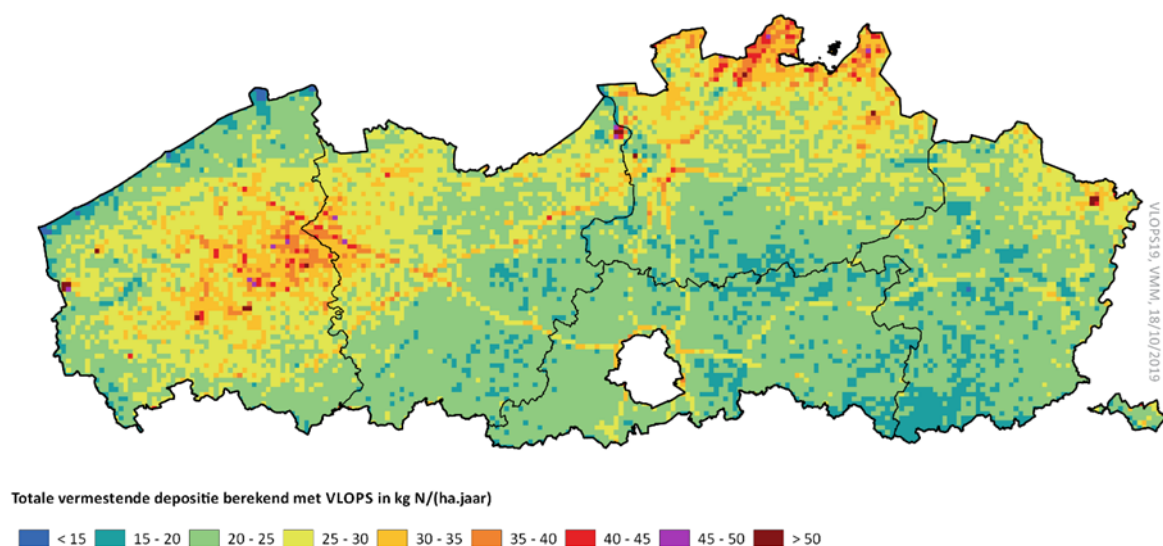 VLOPS19, VMM, 18/10/2019
Totale vermestende depositie berekend met VLOPS in kg N/(ha.jaar)
< 15 15 - 20 20 - 25 25 - 30 30 - 35 35 - 40 40 - 45 45 - 50 > 50